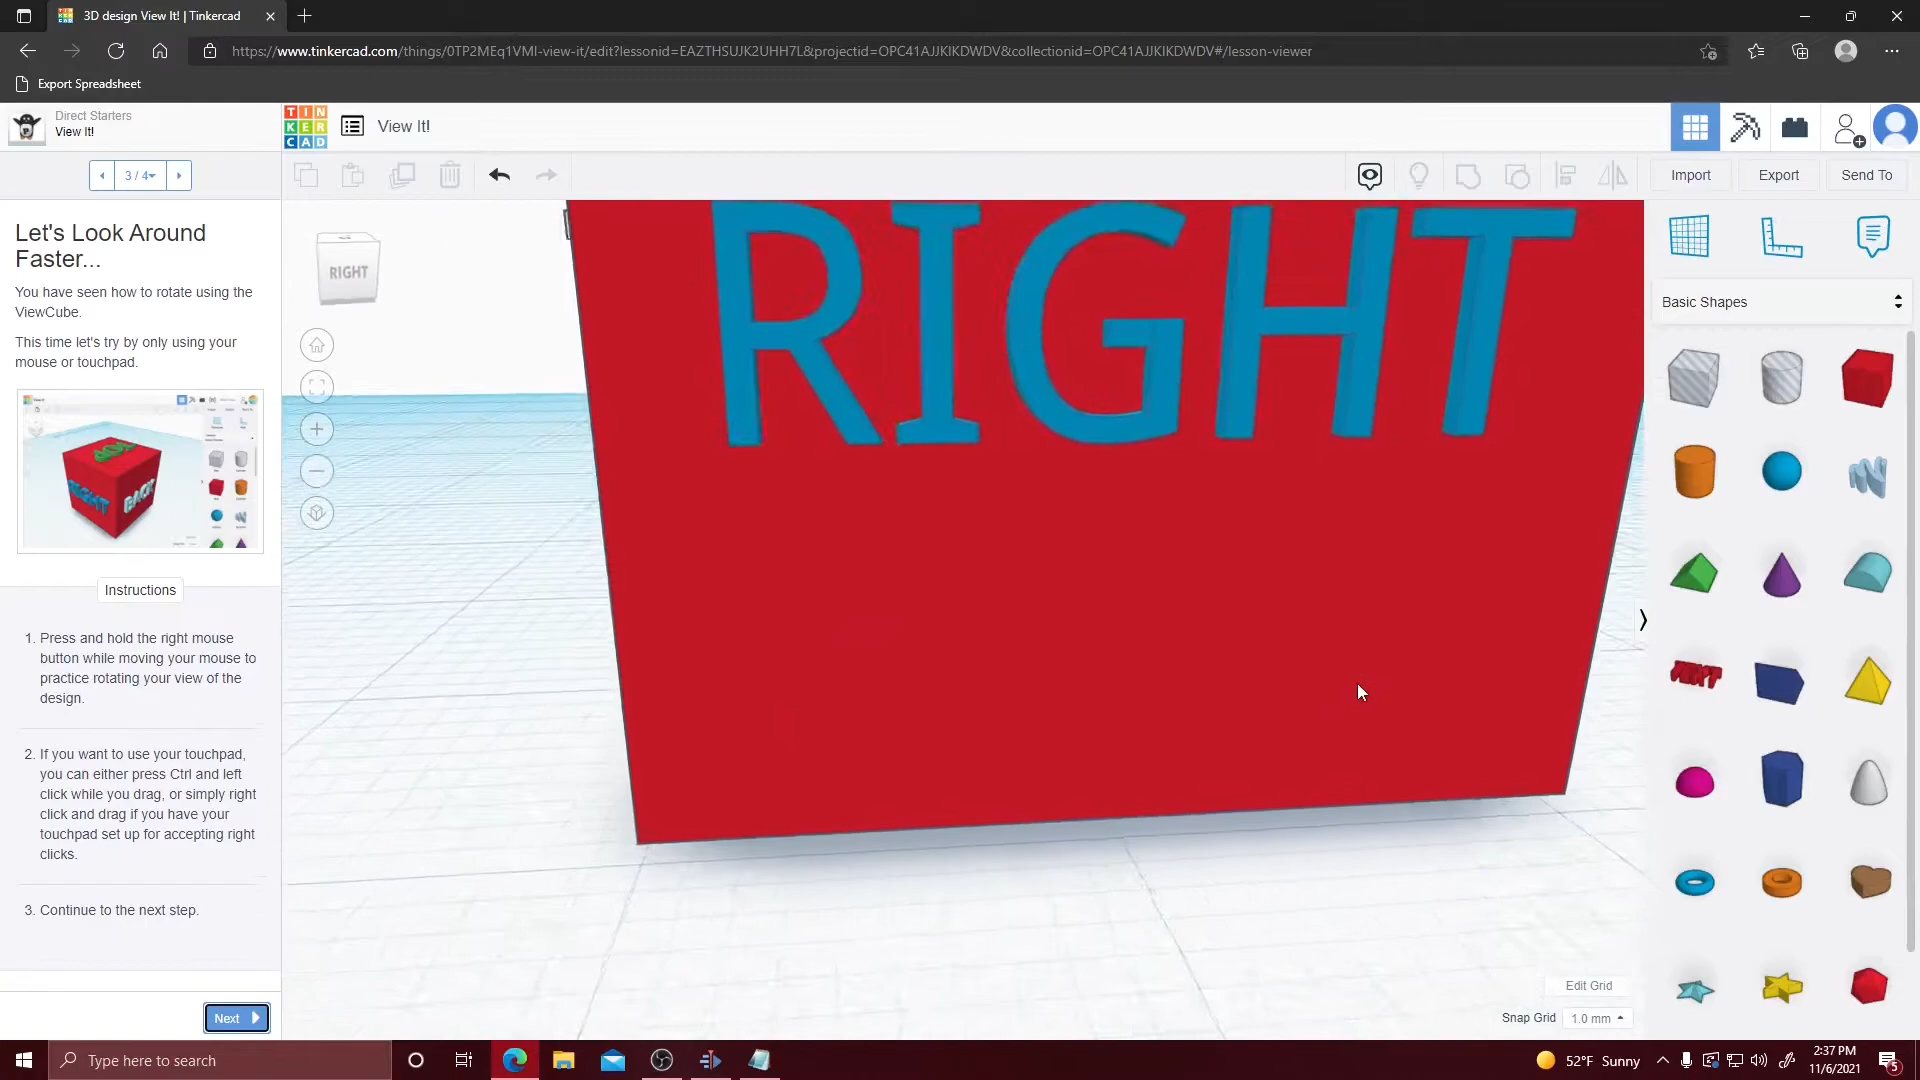 3D design View It! | Tinkercad
https://www.tinkercad.com/things/0TP2MEq1VMI-view-it/edit?lessonid=EAZTHSUJK2UHH7L&projectid=OPC41AJJKIKDWDV&collectionid=OPC41AJJKIKDWDV#/lesson-viewer
Export Spreadsheet
Direct Starters
View It!
TIN
KER
CAD
View It!
3 / 4
Import
Export
Send To
Let's Look Around
Faster...
You have seen how to rotate using the
ViewCube.
This time let's try by only using your
mouse or touchpad.
RIGHT
BACK
Instructions
1. Press and hold the right mouse
button while moving your mouse to
practice rotating your view of the
design.
2. If you want to use your touchpad,
you can either press Ctrl and left
click while you drag, or simply right
click and drag if you have your
touchpad set up for accepting right
clicks.
3. Continue to the next step.
Next
RIGHT
RIGHT
Basic Shapes
TEXT
Edit Grid
Snap Grid
1.0 mm
Type here to search
52°F Sunny
2:37 PM
11/6/2021
5